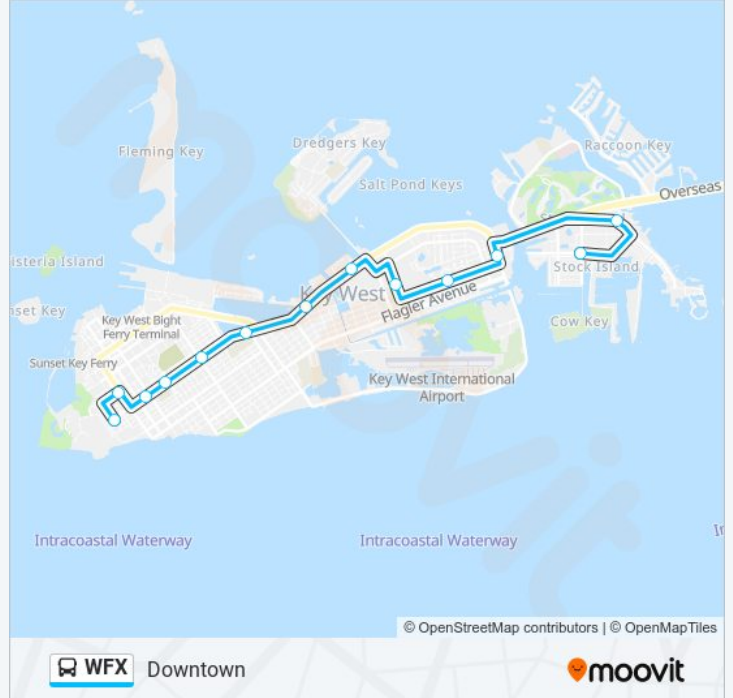 Fleming Key
Dredgers Key
Raccoon Key
Salt Pond Keys
Overseas
isteria Island
Stock Island
nset Key
Key West
Key West Bight
Ferry Terminal
Flagler Avenue
Cow Key
Sunset Key Ferry
Key West International
Airport
Intracoastal Waterway
Intracoastal Waterway
© OpenStreetMap contributors | © OpenMapTiles
WFX Downtown
moovit